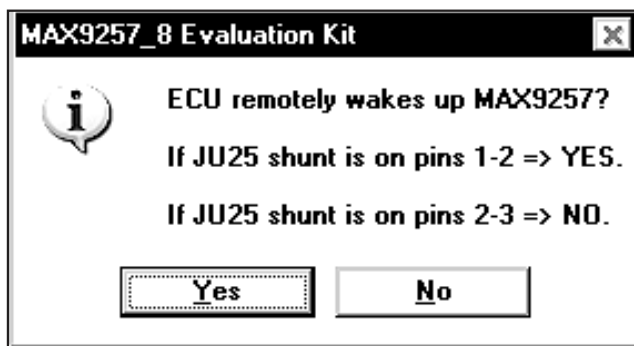 MAX9257_8 Evaluation Kit
ECU remotely wakes up MAX9257?
If JU25 shunt is on pins 1-2 => YES.
If JU25 shunt is on pins 2-3 => NO.
Yes
No